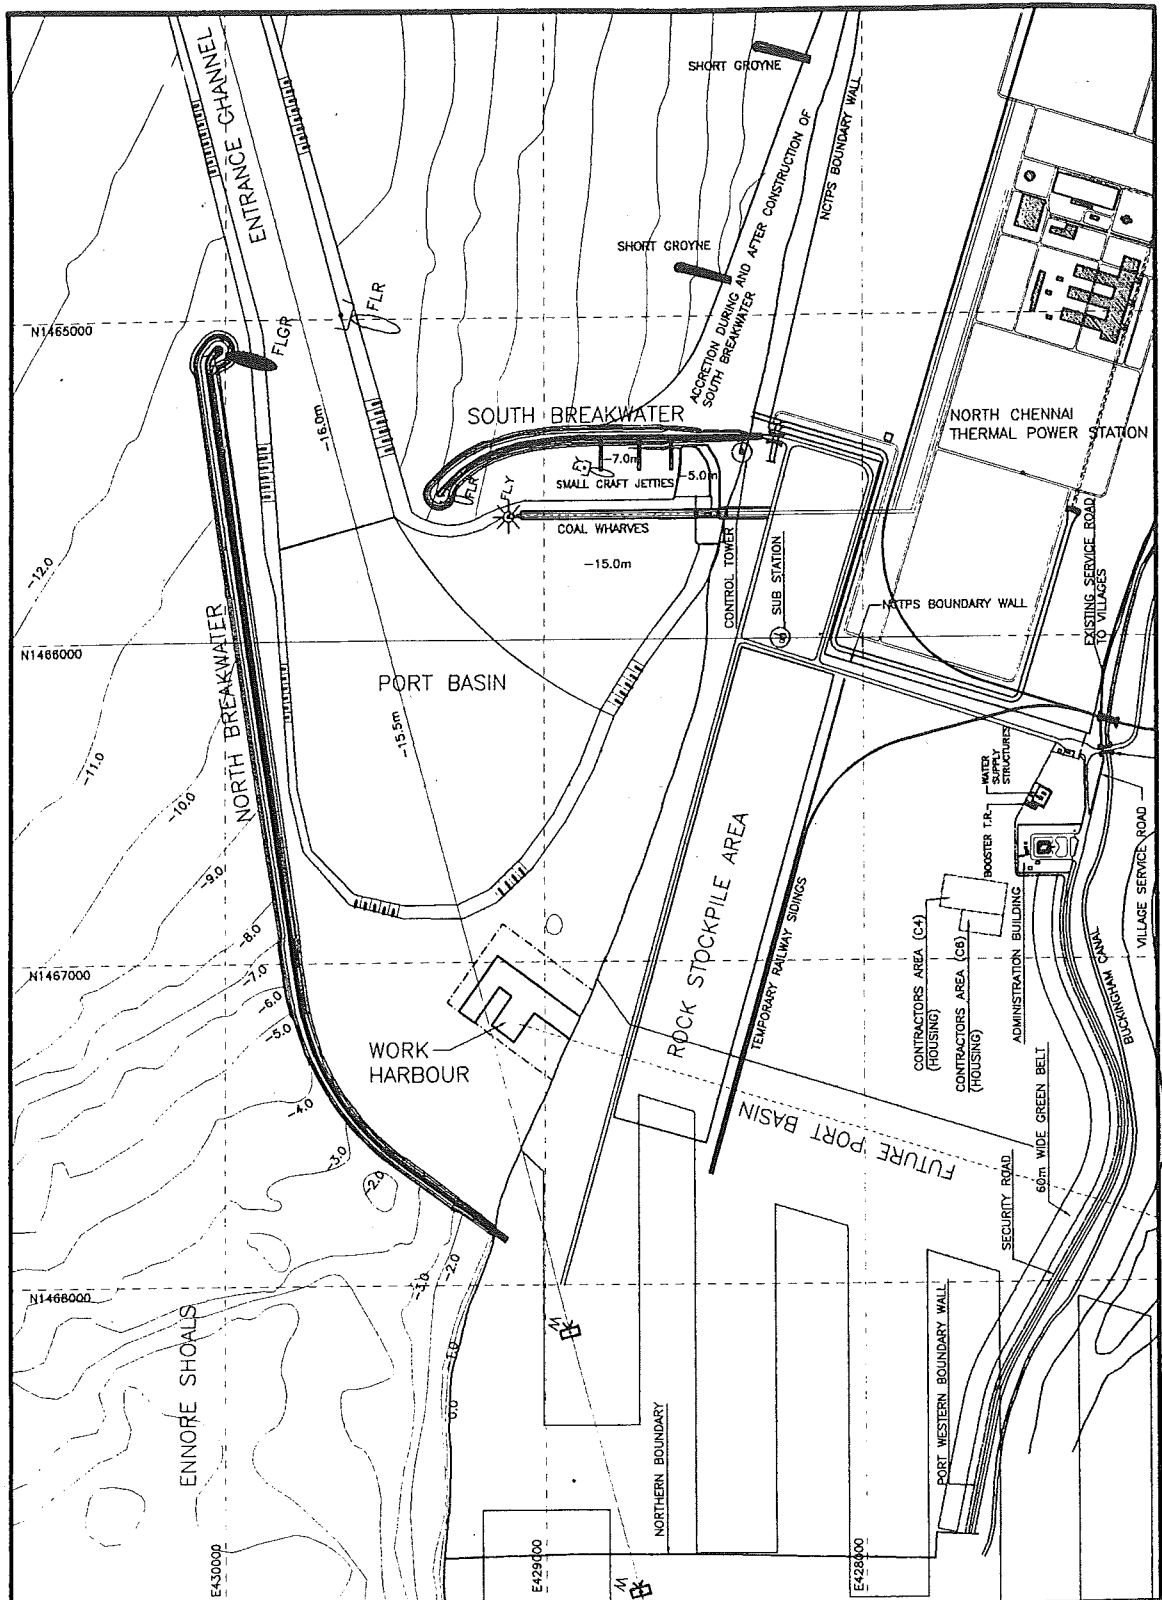 SHORT GROYNE
ENTRANCE CHANNEL
NCTPS BOUNDARY WALL
ACCRETION DURING AND AFTER CONSTRUCTION OF
SOUTH BREAKWATER
SHORT GROYNE
FLR
FLGP
N1465000
-16.0m
SOUTH BREAKWATER
NORTH CHENNAI
THERMAL POWER STATION
-7.0m
-5.0m
SMALL CRAFT JETTIES
FLR
FLY
COAL WHARVES
-15.0m
CONTROL TOWER
SUB STATION
EXISTING SERVICE ROAD
TO VILLAGES
NCTPS BOUNDARY WALL
-12.0
N1466000
NORTH BREAKWATER
PORT BASIN
-15.5m
-11.0
-10.0
-9.0
-8.0
-7.0
-6.0
-5.0
-4.0
-3.0
-2.0
WATER
SUPPLY
STRUCTURES
BOOSTER T.R.
VILLAGE SERVICE ROAD
ROCK STOCKPILE AREA
TEMPORARY RAILWAY SIDINGS
CONTRACTORS AREA (C4)
(HOUSING)
CONTRACTORS AREA (C6)
(HOUSING)
ADMINISTRATION BUILDING
BUCKINGHAM CANAL
N1467000
WORK
HARBOUR
FUTURE PORT BASIN
60m WIDE GREEN BELT
SECURITY ROAD
-3.0
-2.0
-1.0
0.0
N1468000
ENNORE SHOALS
PORT WESTERN BOUNDARY WALL
NORTHERN BOUNDARY
E430000
E429000
E428000